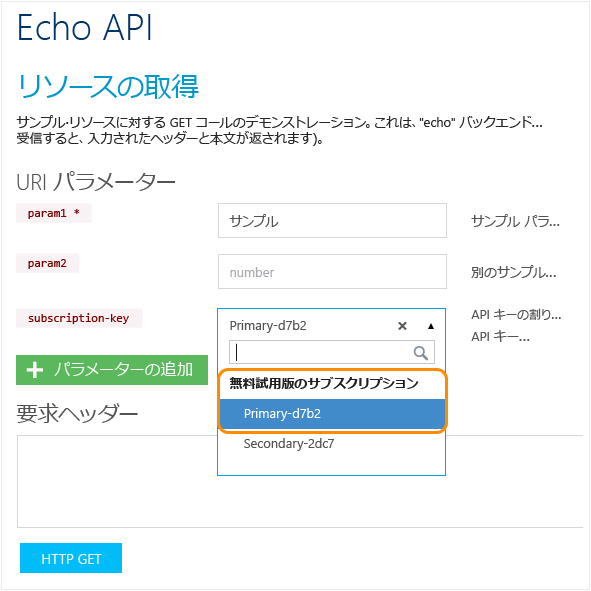 Echo API
リソースの取得
サンプル・リソースに対する GET コールのデモンストレーション。これは、"echo" バックエンド...
受信すると、入力されたヘッダーと本文が返されます)。
URI パラメーター
param1 *
サンプル
サンプル パラ...
param2
number
別のサンプル...
subscription-key
Primary-d7b2
API キーの割り...
API キー...
無料試用版のサブスクリプション
Primary-d7b2
Secondary-2dc7
パラメーターの追加
要求ヘッダー
HTTP GET